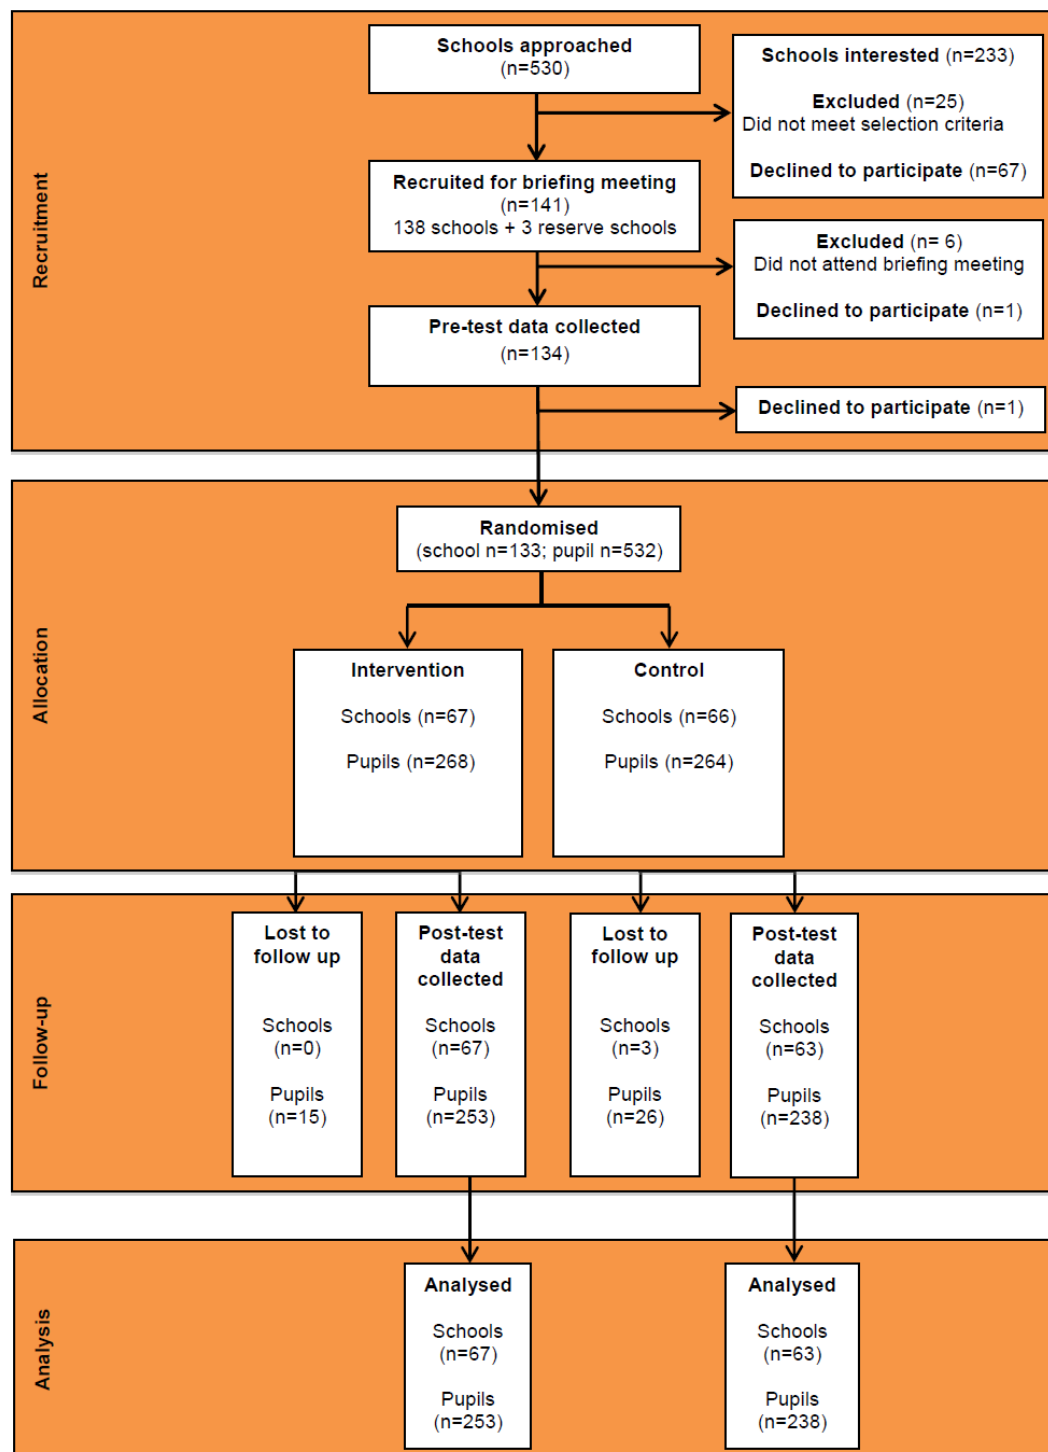 Recruitment
Schools approached
(n=530)
Schools interested (n=233)
Excluded (n=25)
Did not meet selection criteria
Declined to participate (n=67)
Recruited for briefing meeting
(n=141)
138 schools + 3 reserve schools
Excluded (n= 6)
Did not attend briefing meeting
Declined to participate (n=1)
Pre-test data collected
(n=134)
Declined to participate (n=1)
Allocation
Randomised
(school n=133; pupil n=532)
Intervention
Schools (n=67)
Pupils (n=268)
Control
Schools (n=66)
Pupils (n=264)
Follow-up
Lost to
follow up
Schools
(n=0)
Pupils
(n=15)
Post-test
data
collected
Schools
(n=67)
Pupils
(n=253)
Lost to
follow up
Schools
(n=3)
Pupils
(n=26)
Post-test
data
collected
Schools
(n=63)
Pupils
(n=238)
Analysis
Analysed
Schools
(n=67)
Pupils
(n=253)
Analysed
Schools
(n=63)
Pupils
(n=238)